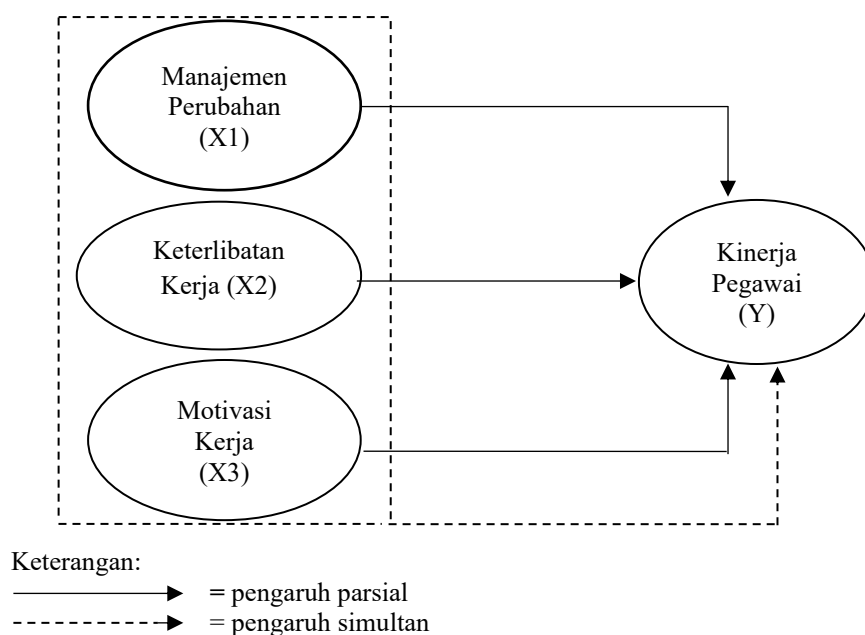 Manajemen
Perubahan
(X1)
Keterlibatan
Kerja (X2)
Motivasi
Kerja
(X3)
Kinerja
Pegawai
(Y)
Keterangan:
= pengaruh parsial
= pengaruh simultan